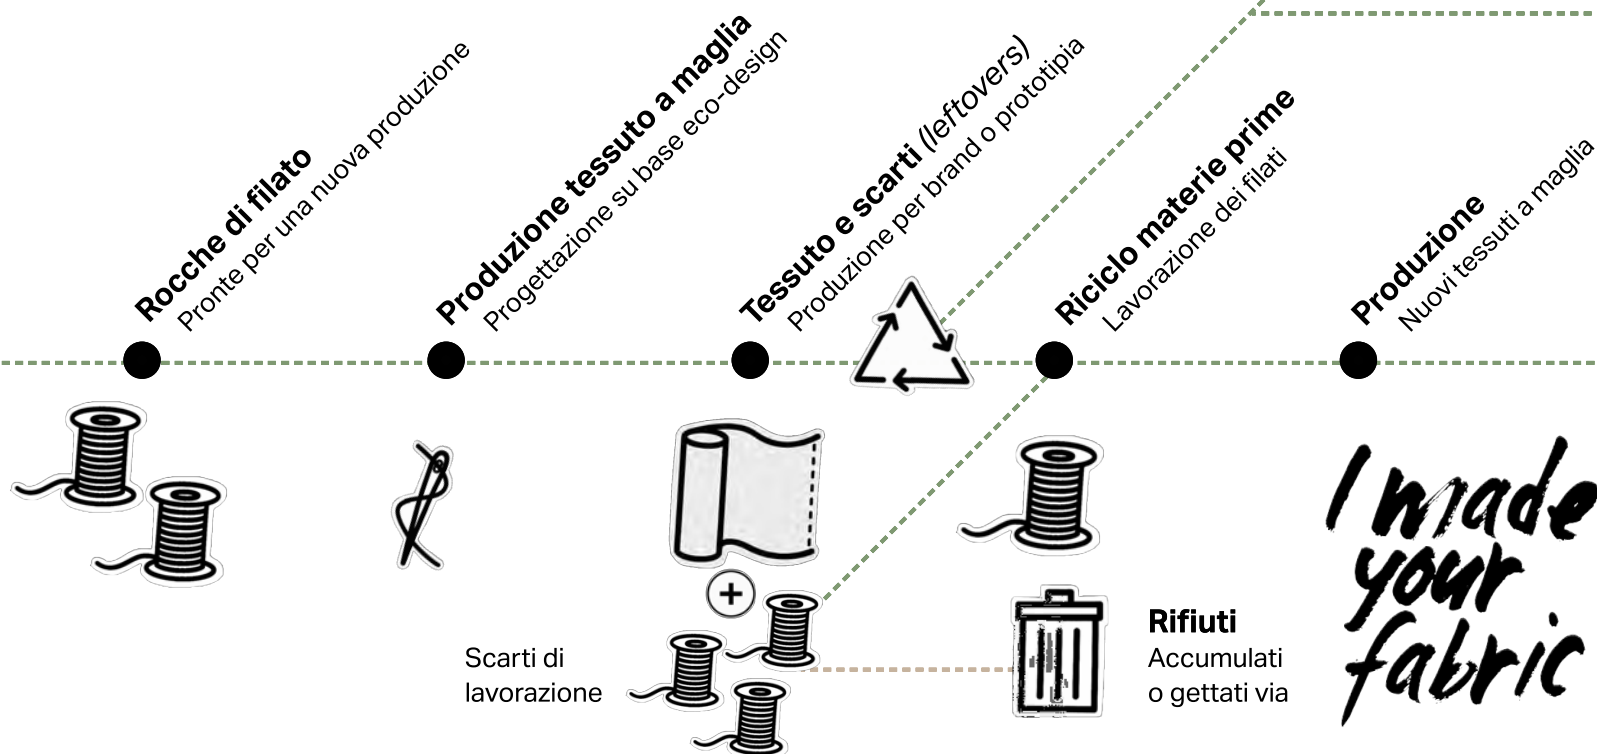 Rocche di filato
Pronte per una nuova produzione
Produzione tessuto a maglia
Progettazione su base eco-design
Tessuto e scarti (leftovers)
Produzione per brand o prototipia
Riciclo materie prime
Lavorazione dei filati
Produzione
Nuovi tessuti a maglia
Scarti di
lavorazione
Rifiuti
Accumulati
o gettati via
I made
your
fabric